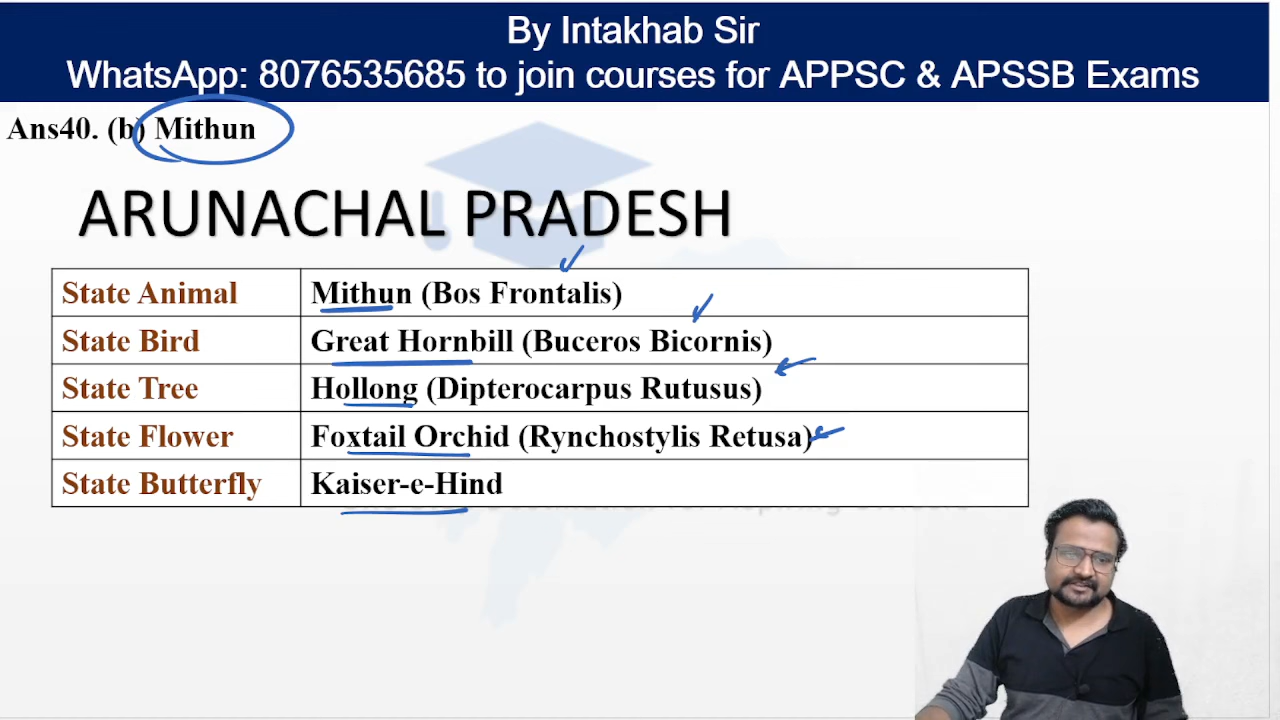 By Intakhab Sir
WhatsApp: 8076535685 to join courses for APPSC & APSSB Exams
Ans40. (b) Mithun
ARUNACHAL PRADESH
State Animal Mithun (Bos Frontalis)
State Bird Great Hornbill (Buceros Bicornis)
State Tree Hollong (Dipterocarpus Rutusus)
State Flower Foxtail Orchid (Rynchostylis Retusa)
State Butterfly Kaiser-e-Hind